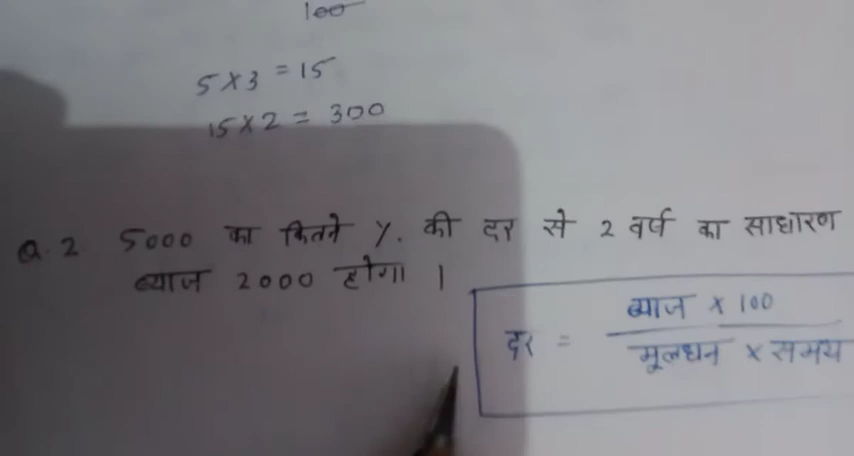 100
5 x 3 = 15
15 x 2 = 300
Q. 2 5000 का कितने %. की दर से 2 वर्ष का साधारण
ब्याज 2000 होगा ।
दर = ब्याज x 100
मूलधन x समय